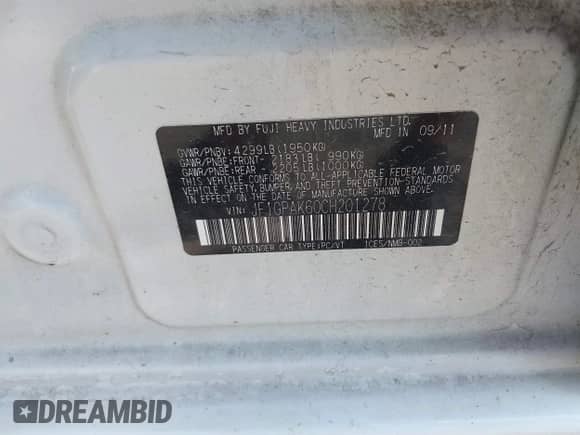 MFD BY FUJI HEAVY INDUSTRIES LTD.
MFD IN 09/11
GVWR/PNBV: 4299LB(1950KG)
GAWR/PNBE:FRONT- 2183LB( 990KG)
GAWR/PNBE:REAR - 2205LB(1000KG)
THIS VEHICLE CONFORMS TO ALL APPLICABLE FEDERAL MOTOR
VEHICLE SAFETY,BUMPER, AND THEFT PREVENTION-STANDARDS
IN EFFECT ON THE DATE OF MANUFACTURE SHOWN ABOVE.
VIN: JF1GPAK60CH201278
PASSENGER CAR TYPE:PC/VT 1CES/NMB-002
DREAMBID